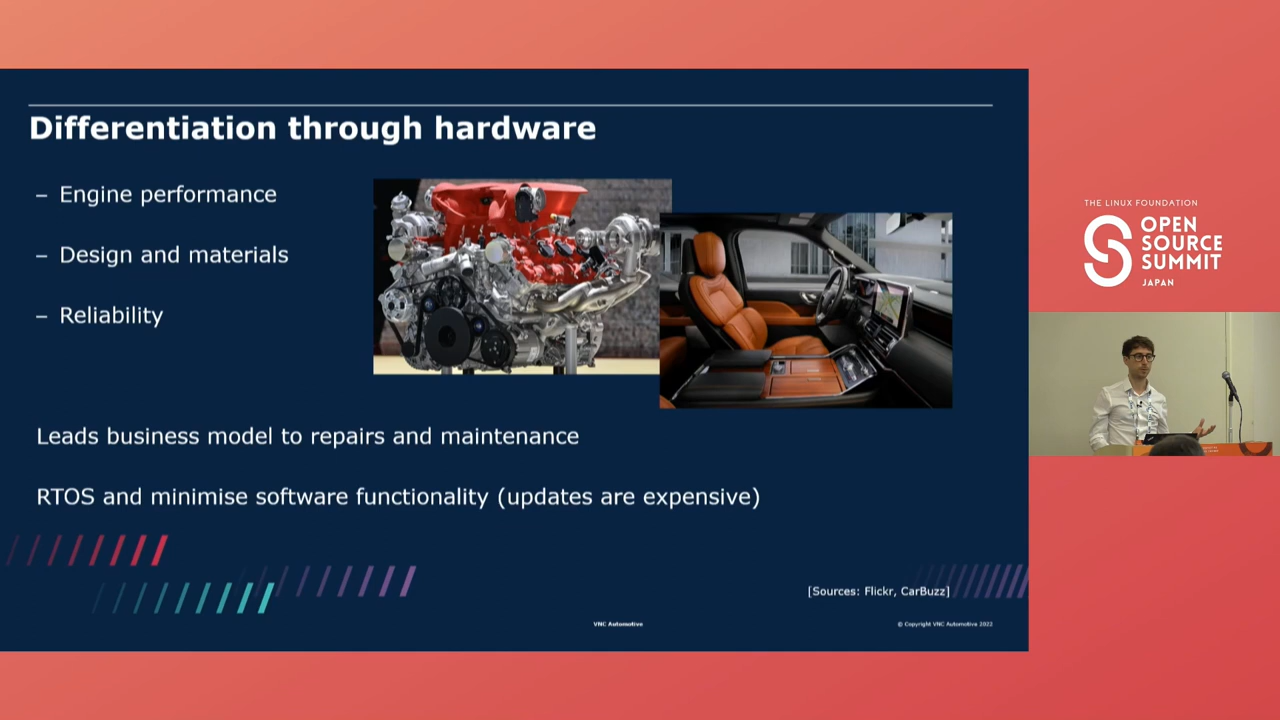 Differentiation through hardware
– Engine performance
– Design and materials
– Reliability
Leads business model to repairs and maintenance
RTOS and minimise software functionality (updates are expensive)
[Sources: Flickr, CarBuzz]
VNC Automotive
© Copyright VNC Automotive 2022
THE LINUX FOUNDATION
OPEN
SOURCE
SUMMIT
JAPAN